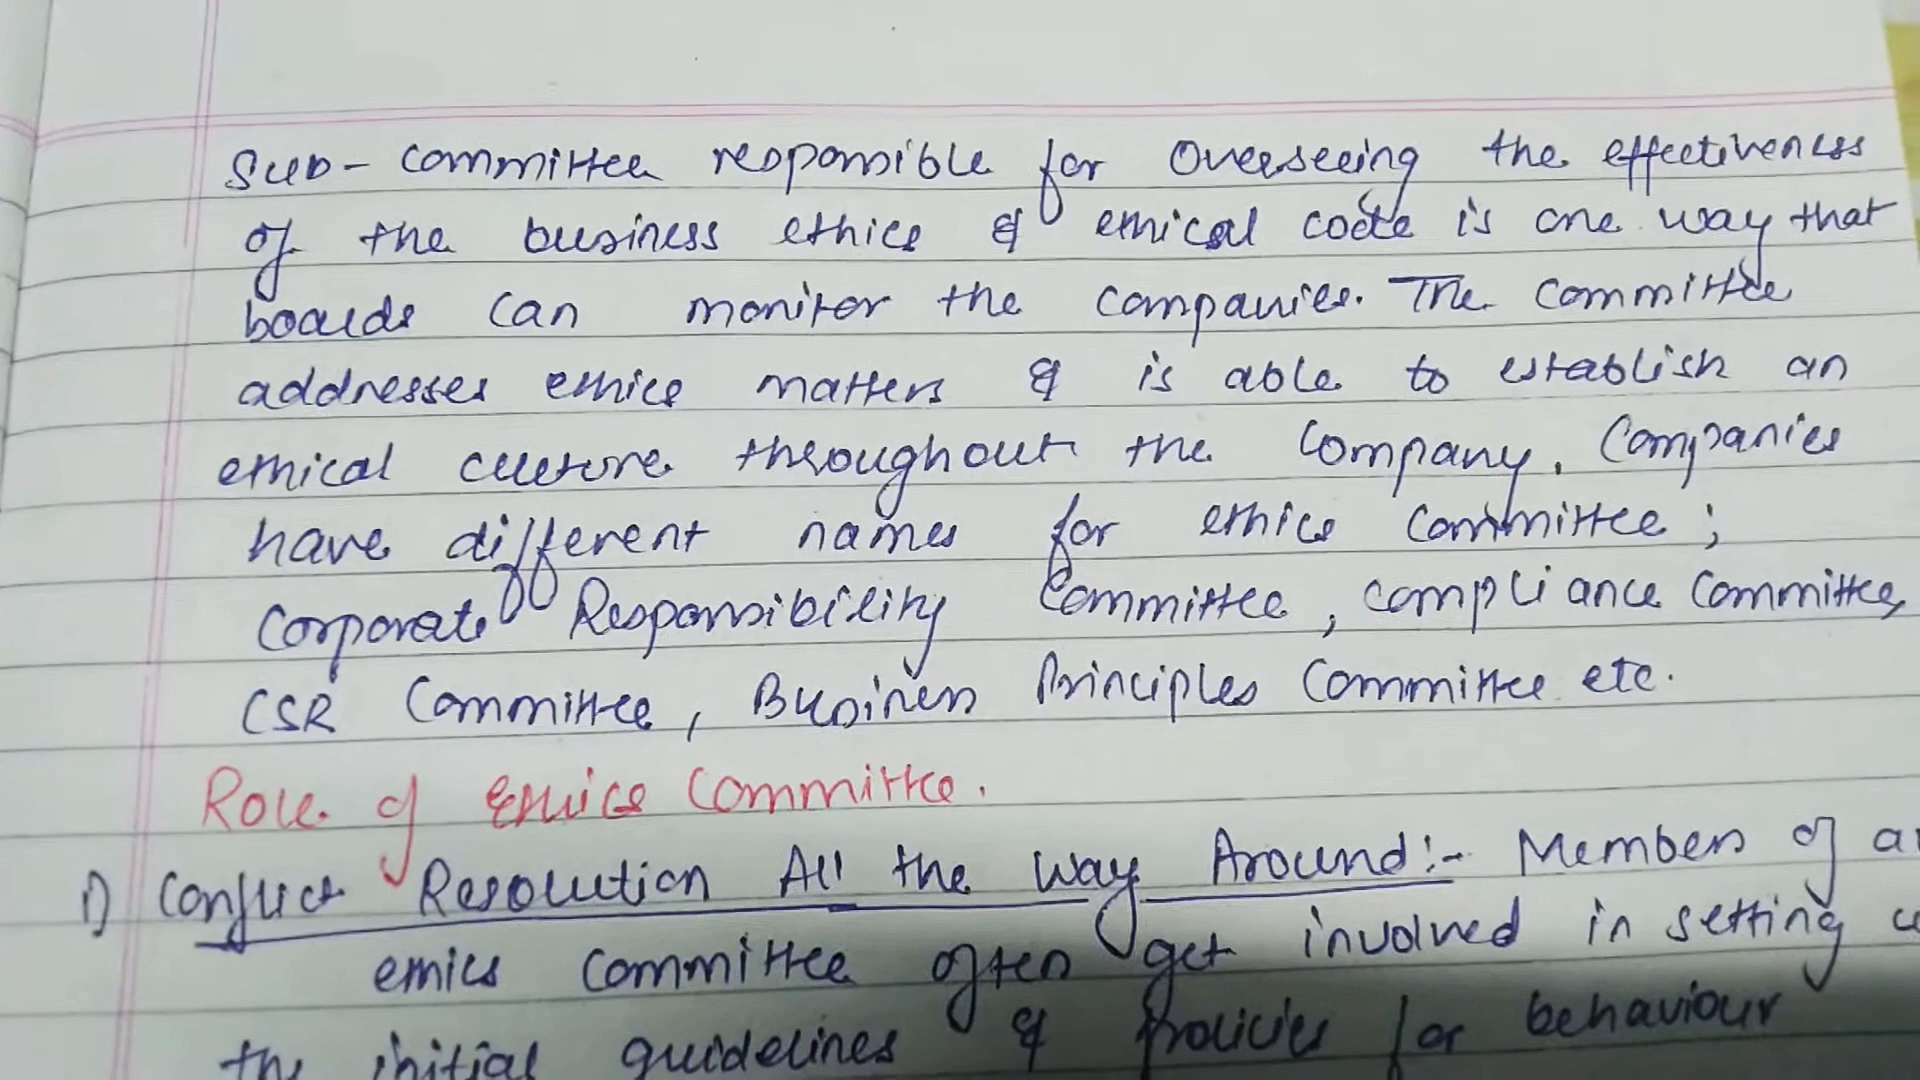 Sub-committee responsible for overseeing the effectiveness
of the business ethics & ethical code is one way that
boards can monitor the companies. The committee
addresses ethics matters & is able to establish an
ethical culture throughout the company. Companies
have different names for ethics committee;
Corporate Responsibility Committee, compliance Committee,
CSR Committee, Business Principles Committee etc.
Role of Ethics Committee.
1) Conflict Resolution All the Way Around:- Members of
ethics committee often get involved in setting
the initial guidelines & policies for behaviour